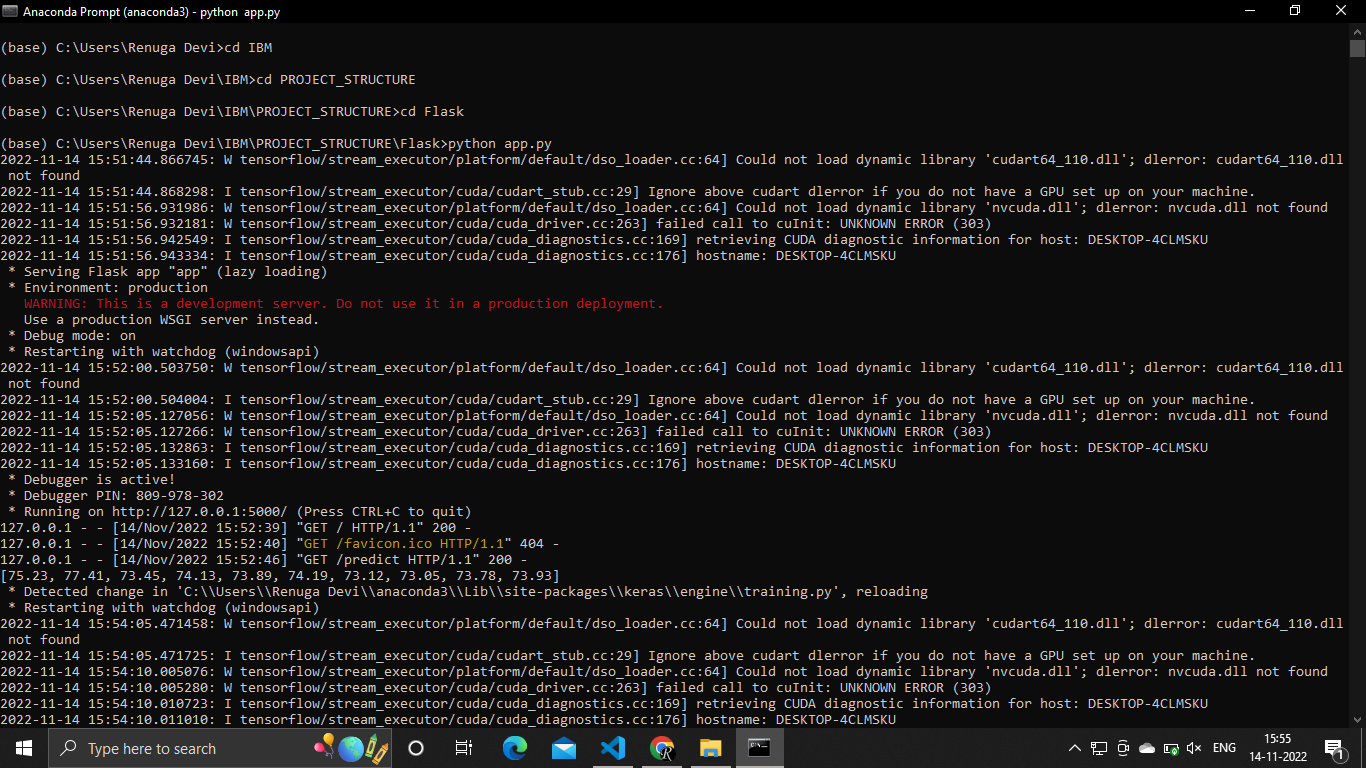 Anaconda Prompt (anaconda3) - python  app.py
(base) C:\Users\Renuga Devi>cd IBM
(base) C:\Users\Renuga Devi\IBM>cd PROJECT_STRUCTURE
(base) C:\Users\Renuga Devi\IBM\PROJECT_STRUCTURE>cd Flask
(base) C:\Users\Renuga Devi\IBM\PROJECT_STRUCTURE\Flask>python app.py
2022-11-14 15:51:44.866745: W tensorflow/stream_executor/platform/default/dso_loader.cc:64] Could not load dynamic library 'cudart64_110.dll'; dlerror: cudart64_110.dll
 not found
2022-11-14 15:51:44.868298: I tensorflow/stream_executor/cuda/cudart_stub.cc:29] Ignore above cudart dlerror if you do not have a GPU set up on your machine.
2022-11-14 15:51:56.931986: W tensorflow/stream_executor/platform/default/dso_loader.cc:64] Could not load dynamic library 'nvcuda.dll'; dlerror: nvcuda.dll not found
2022-11-14 15:51:56.932181: W tensorflow/stream_executor/cuda/cuda_driver.cc:263] failed call to cuInit: UNKNOWN ERROR (303)
2022-11-14 15:51:56.942549: I tensorflow/stream_executor/cuda/cuda_diagnostics.cc:169] retrieving CUDA diagnostic information for host: DESKTOP-4CLMSKU
2022-11-14 15:51:56.943334: I tensorflow/stream_executor/cuda/cuda_diagnostics.cc:176] hostname: DESKTOP-4CLMSKU
 * Serving Flask app "app" (lazy loading)
 * Environment: production
   WARNING: This is a development server. Do not use it in a production deployment.
   Use a production WSGI server instead.
 * Debug mode: on
 * Restarting with watchdog (windowsapi)
2022-11-14 15:52:00.503750: W tensorflow/stream_executor/platform/default/dso_loader.cc:64] Could not load dynamic library 'cudart64_110.dll'; dlerror: cudart64_110.dll
 not found
2022-11-14 15:52:00.504004: I tensorflow/stream_executor/cuda/cudart_stub.cc:29] Ignore above cudart dlerror if you do not have a GPU set up on your machine.
2022-11-14 15:52:05.127056: W tensorflow/stream_executor/platform/default/dso_loader.cc:64] Could not load dynamic library 'nvcuda.dll'; dlerror: nvcuda.dll not found
2022-11-14 15:52:05.127266: W tensorflow/stream_executor/cuda/cuda_driver.cc:263] failed call to cuInit: UNKNOWN ERROR (303)
2022-11-14 15:52:05.132863: I tensorflow/stream_executor/cuda/cuda_diagnostics.cc:169] retrieving CUDA diagnostic information for host: DESKTOP-4CLMSKU
2022-11-14 15:52:05.133160: I tensorflow/stream_executor/cuda/cuda_diagnostics.cc:176] hostname: DESKTOP-4CLMSKU
 * Debugger is active!
 * Debugger PIN: 809-978-302
 * Running on http://127.0.0.1:5000/ (Press CTRL+C to quit)
127.0.0.1 - - [14/Nov/2022 15:52:39] "GET / HTTP/1.1" 200 -
127.0.0.1 - - [14/Nov/2022 15:52:40] "GET /favicon.ico HTTP/1.1" 404 -
127.0.0.1 - - [14/Nov/2022 15:52:46] "GET /predict HTTP/1.1" 200 -
[75.23, 77.41, 73.45, 74.13, 73.89, 74.19, 73.12, 73.05, 73.78, 73.93]
 * Detected change in 'C:\\Users\\Renuga Devi\\anaconda3\\Lib\\site-packages\\keras\\engine\\training.py', reloading
 * Restarting with watchdog (windowsapi)
2022-11-14 15:54:05.471458: W tensorflow/stream_executor/platform/default/dso_loader.cc:64] Could not load dynamic library 'cudart64_110.dll'; dlerror: cudart64_110.dll
 not found
2022-11-14 15:54:05.471725: I tensorflow/stream_executor/cuda/cudart_stub.cc:29] Ignore above cudart dlerror if you do not have a GPU set up on your machine.
2022-11-14 15:54:10.005076: W tensorflow/stream_executor/platform/default/dso_loader.cc:64] Could not load dynamic library 'nvcuda.dll'; dlerror: nvcuda.dll not found
2022-11-14 15:54:10.005280: W tensorflow/stream_executor/cuda/cuda_driver.cc:263] failed call to cuInit: UNKNOWN ERROR (303)
2022-11-14 15:54:10.010723: I tensorflow/stream_executor/cuda/cuda_diagnostics.cc:169] retrieving CUDA diagnostic information for host: DESKTOP-4CLMSKU
2022-11-14 15:54:10.011010: I tensorflow/stream_executor/cuda/cuda_diagnostics.cc:176] hostname: DESKTOP-4CLMSKU
Type here to search
ENG
15:55
14-11-2022
1